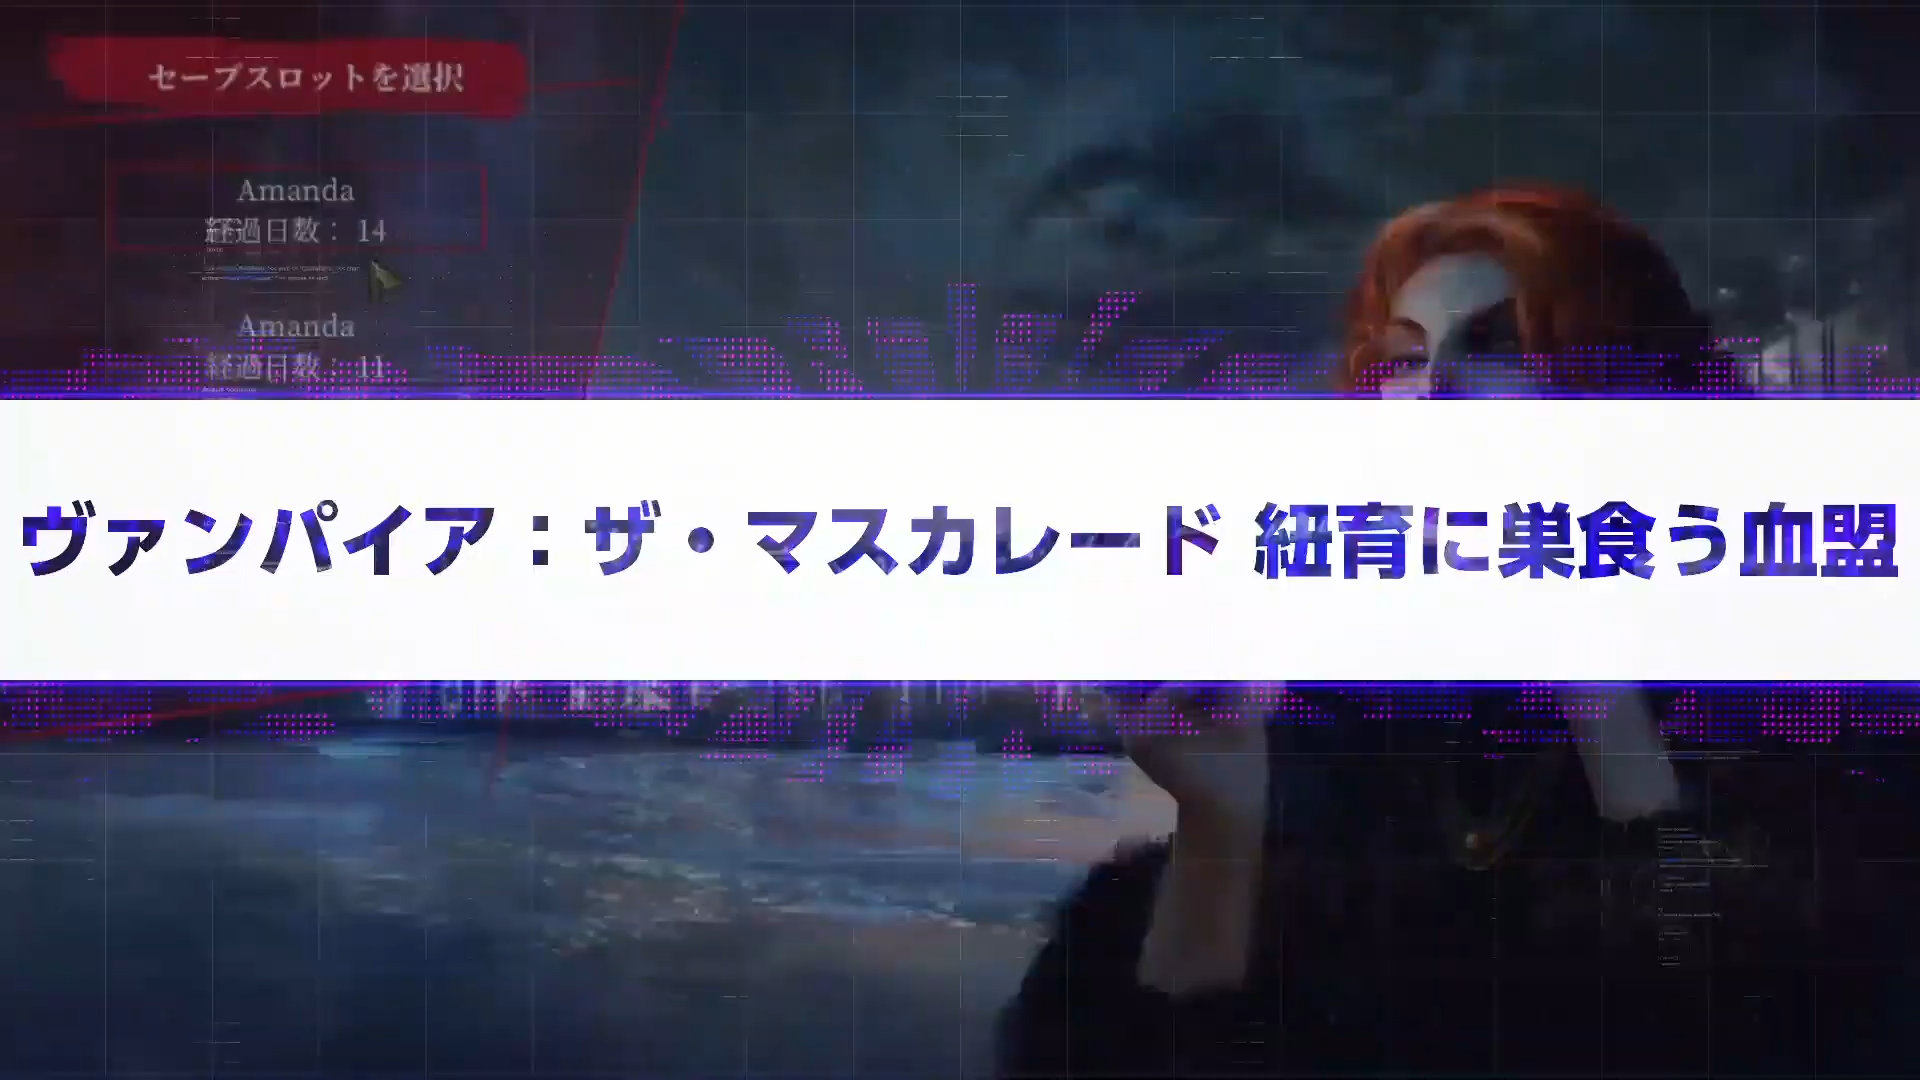 セーブスロットを選択
Amanda
経過日数： 14
Amanda
経過日数： 11
ヴァンパイア：ザ・マスカレード 紐育に巣食う血盟